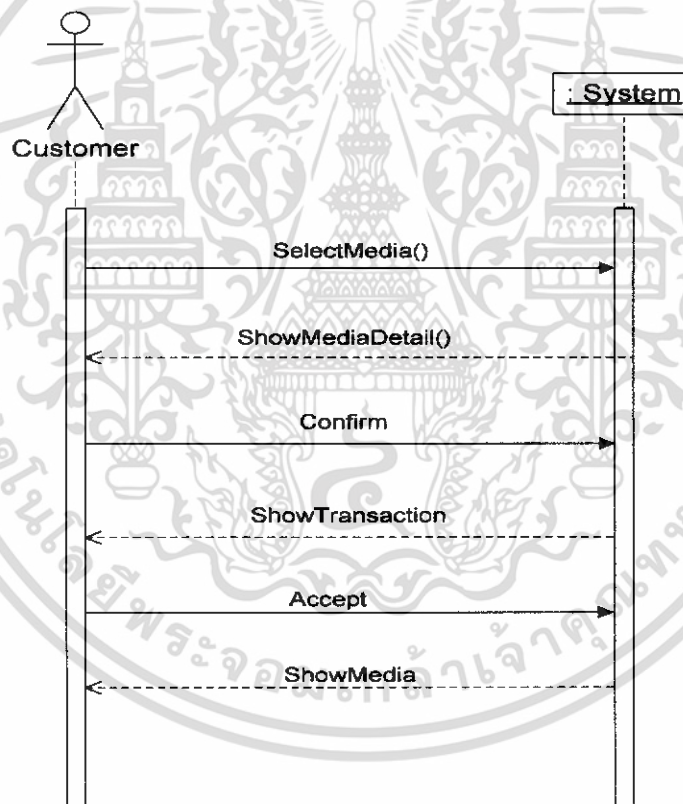 Customer
: System
SelectMedia()
ShowMediaDetail()
Confirm
ShowTransaction
Accept
ShowMedia